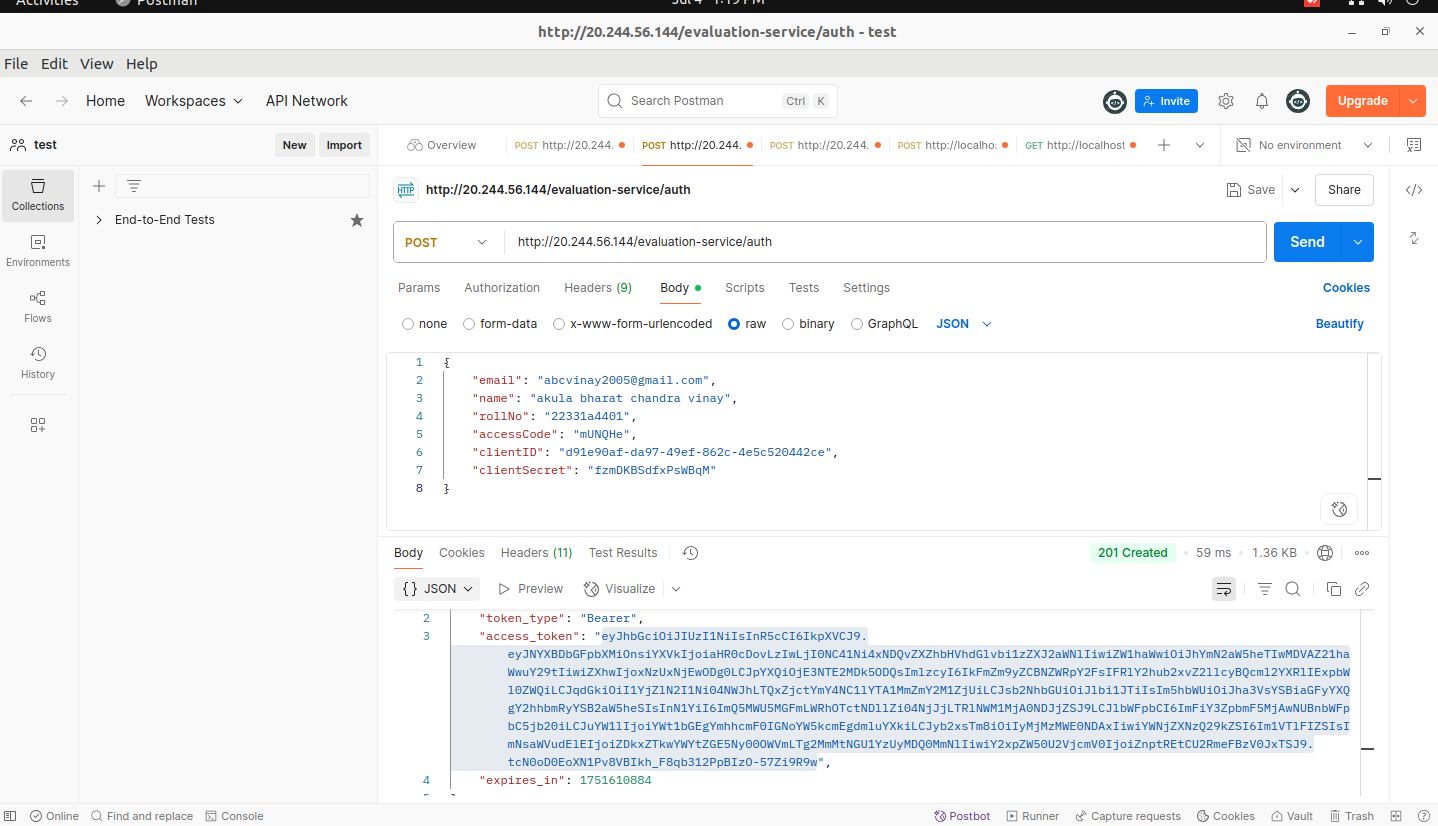 Activities Postman Jul 4 1:19 PM
http://20.244.56.144/evaluation-service/auth - test
File Edit View Help
Home Workspaces API Network Search Postman Ctrl K Invite Upgrade
test New Import Overview POST http://20.244. POST http://20.244. POST http://20.244. POST http://localho: GET http://localhost No environment
Collections
HTTP http://20.244.56.144/evaluation-service/auth Save Share
End-to-End Tests
POST http://20.244.56.144/evaluation-service/auth Send
Environments
Params Authorization Headers (9) Body Scripts Tests Settings Cookies
Flows
none form-data x-www-form-urlencoded raw binary GraphQL JSON Beautify
History
1 {
2 "email": "abcvinay2005@gmail.com",
3 "name": "akula bharat chandra vinay",
4 "rollNo": "22331a4401",
5 "accessCode": "mUNQHe",
6 "clientID": "d91e90af-da97-49ef-862c-4e5c520442ce",
7 "clientSecret": "fzmDKBSdfxPsWBqM"
8 }
Body Cookies Headers (11) Test Results 201 Created 59 ms 1.36 KB
{} JSON Preview Visualize
2 "token_type": "Bearer",
3 "access_token": "eyJhbGciOiJIUzI1NiIsInR5cCI6IkpXVCJ9.
4 "expires_in": 1751610884
Online Find and replace Console Postbot Runner Capture requests Cookies Vault Trash